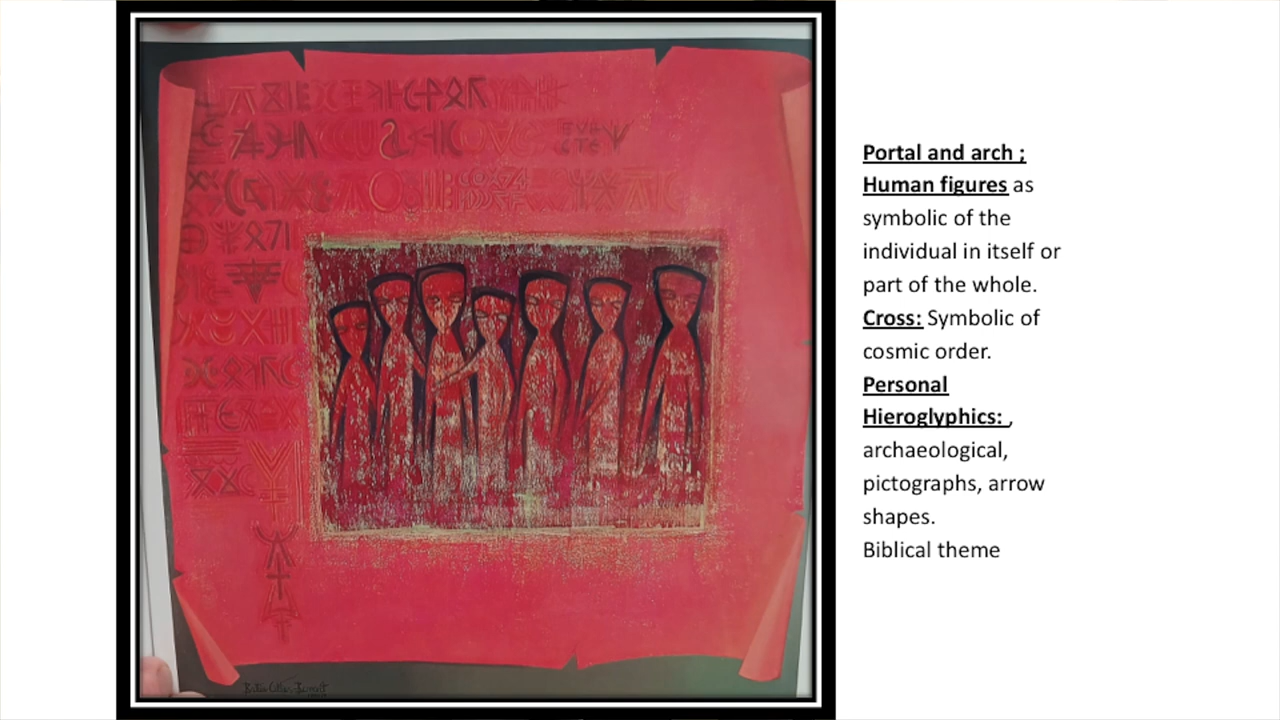 Portal and arch ;
Human figures as
symbolic of the
individual in itself or
part of the whole.
Cross: Symbolic of
cosmic order.
Personal
Hieroglyphics: ,
archaeological,
pictographs, arrow
shapes.
Biblical theme